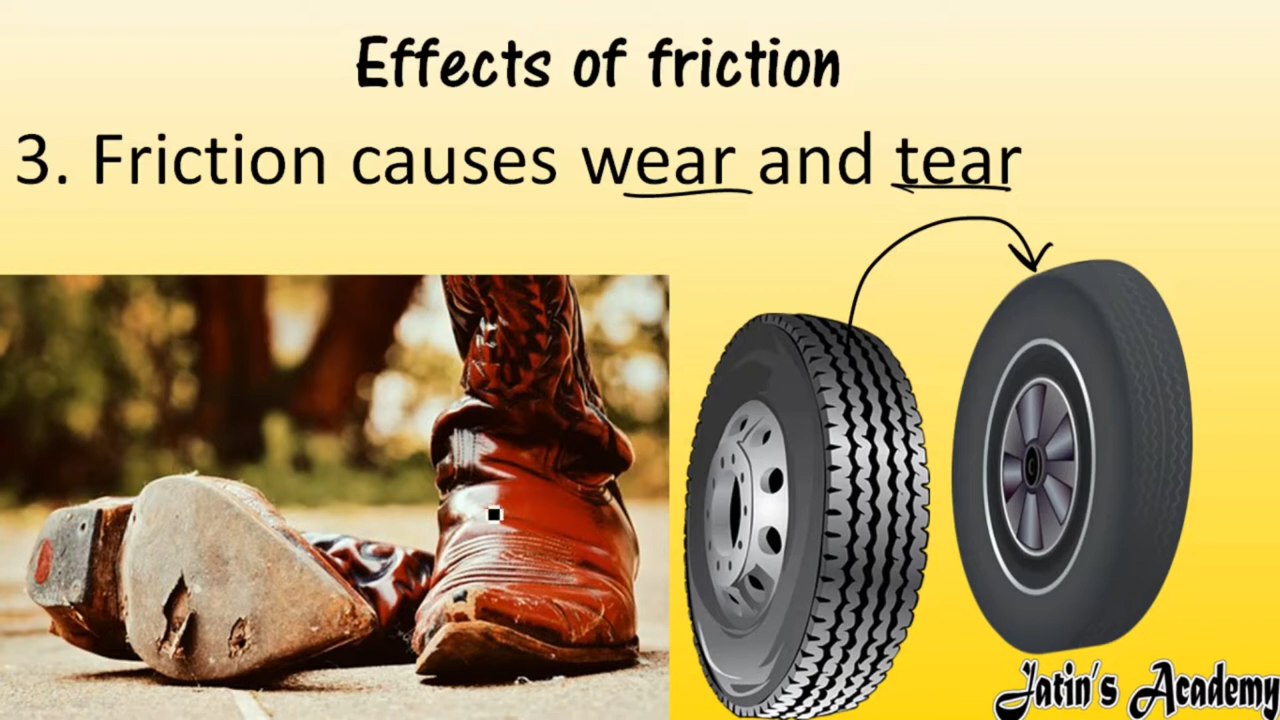 Effects of friction
3. Friction causes wear and tear
Jatin's Academy